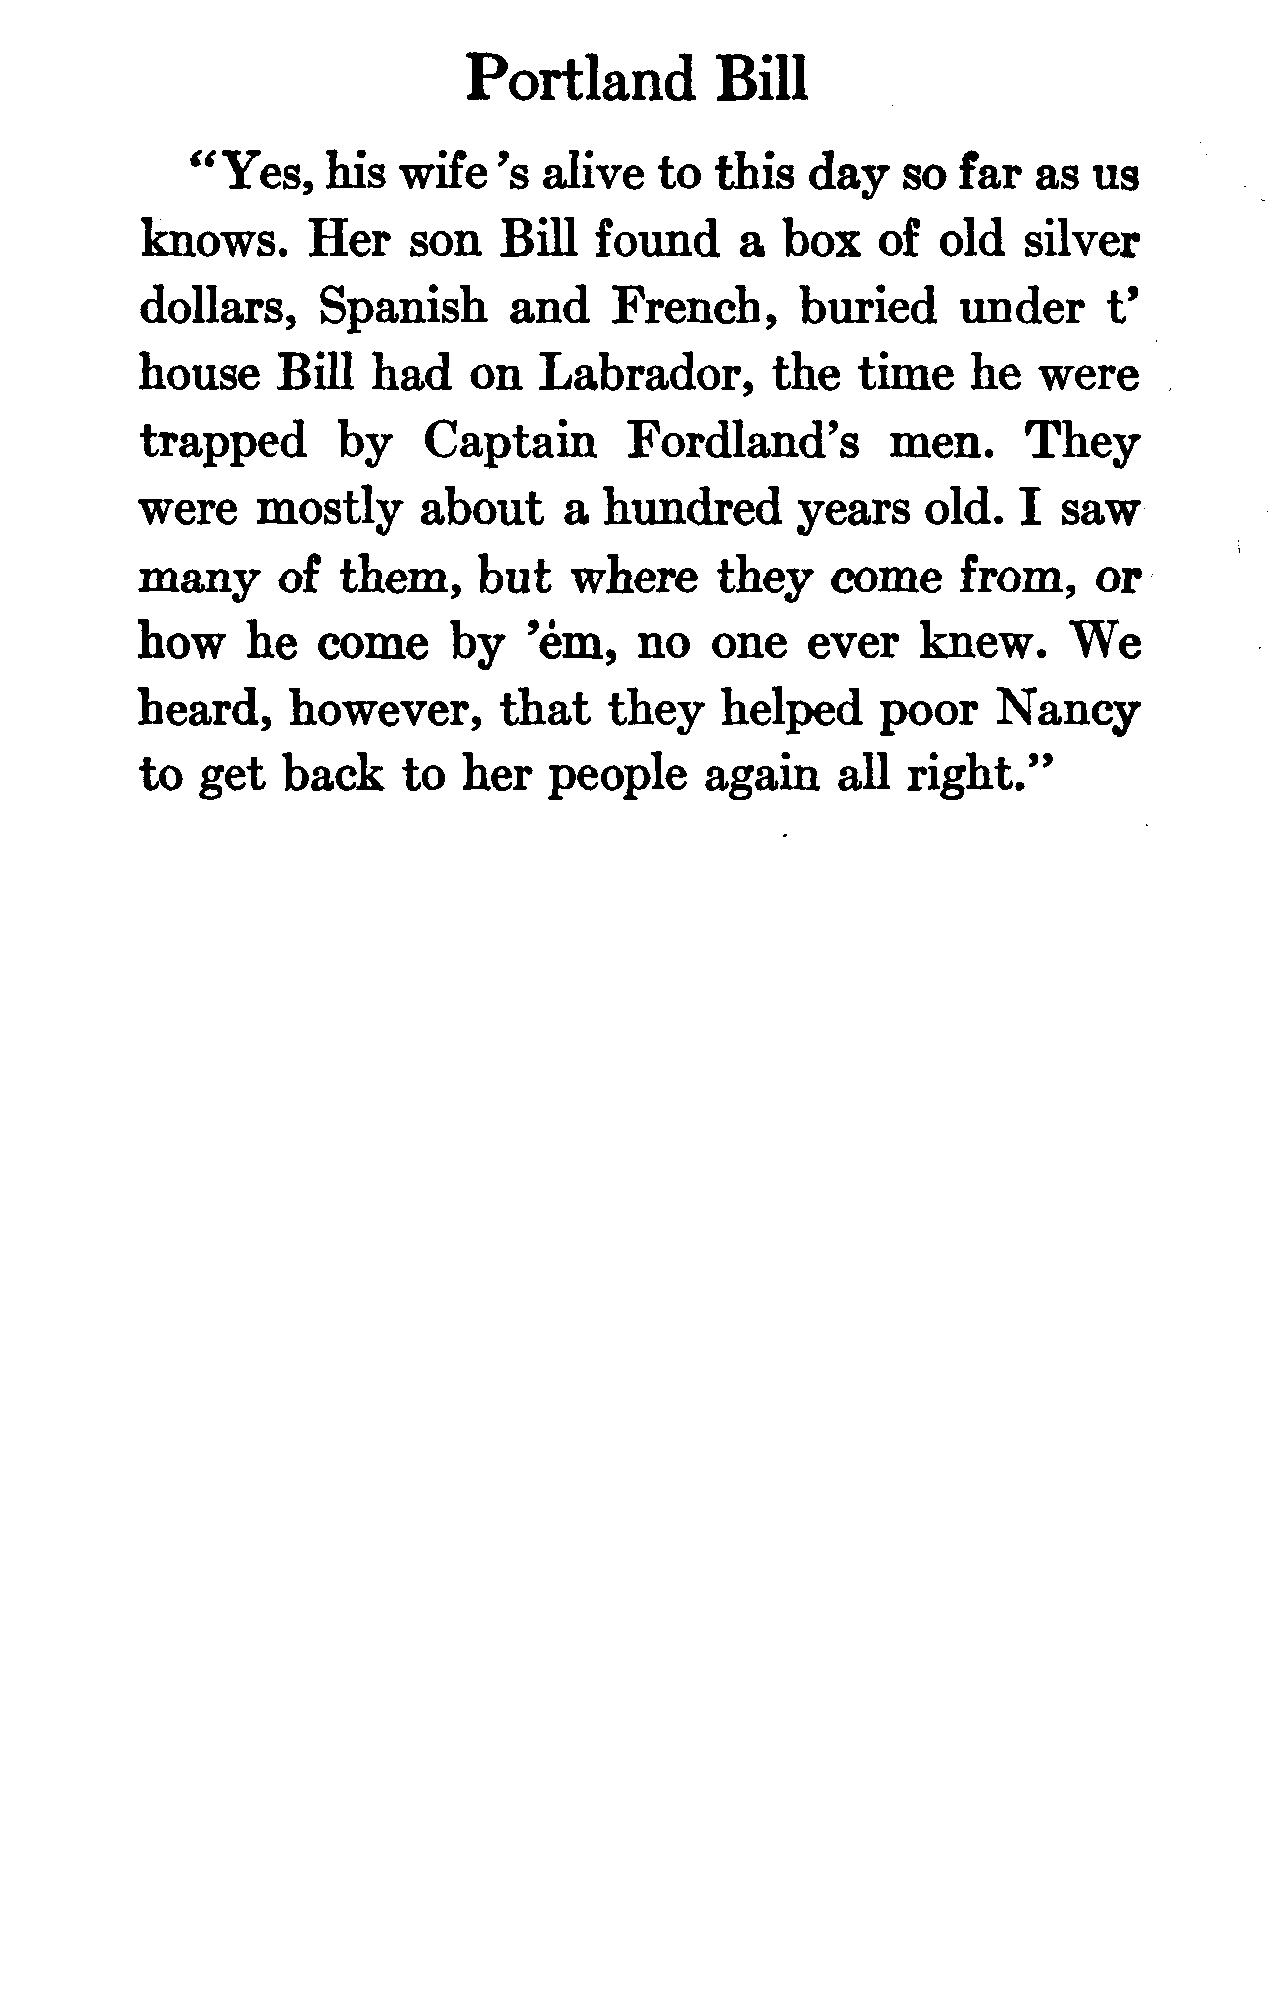 Portland Bill
“Yes, his wife ’s alive to this day so far as us
knows. Her son Bill found a box of old silver
dollars, Spanish and French, buried under t’
house Bill had on Labrador, the time he were
trapped by Captain Fordland’s men. They
were mostly about a hundred years old. I saw
many of them, but where they come from, or
how he come by ’em, no one ever knew. We
heard, however, that they helped poor Nancy
to get back to her people again all right.”